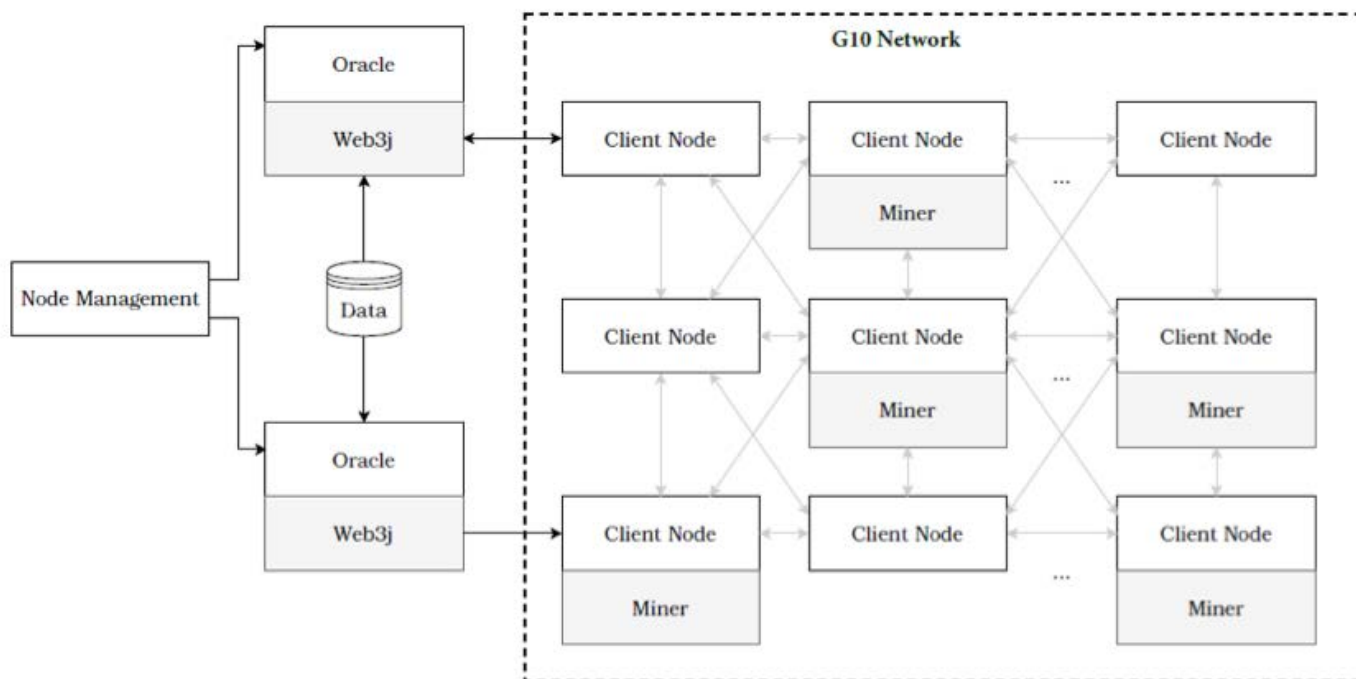 G10 Network
Oracle
Web3j
Client Node
Client Node
Miner
Client Node
...
Node Management
Data
Client Node
Client Node
Miner
Client Node
Miner
...
Oracle
Web3j
Client Node
Miner
Client Node
Client Node
Miner
...